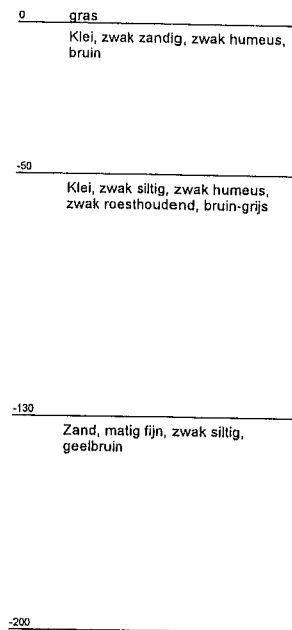 0 gras
Klei, zwak zandig, zwak humeus,
bruin
-50
Klei, zwak siltig, zwak humeus,
zwak roesthoudend, bruin-grijs
-130
Zand, matig fijn, zwak siltig,
geelbruin
-200